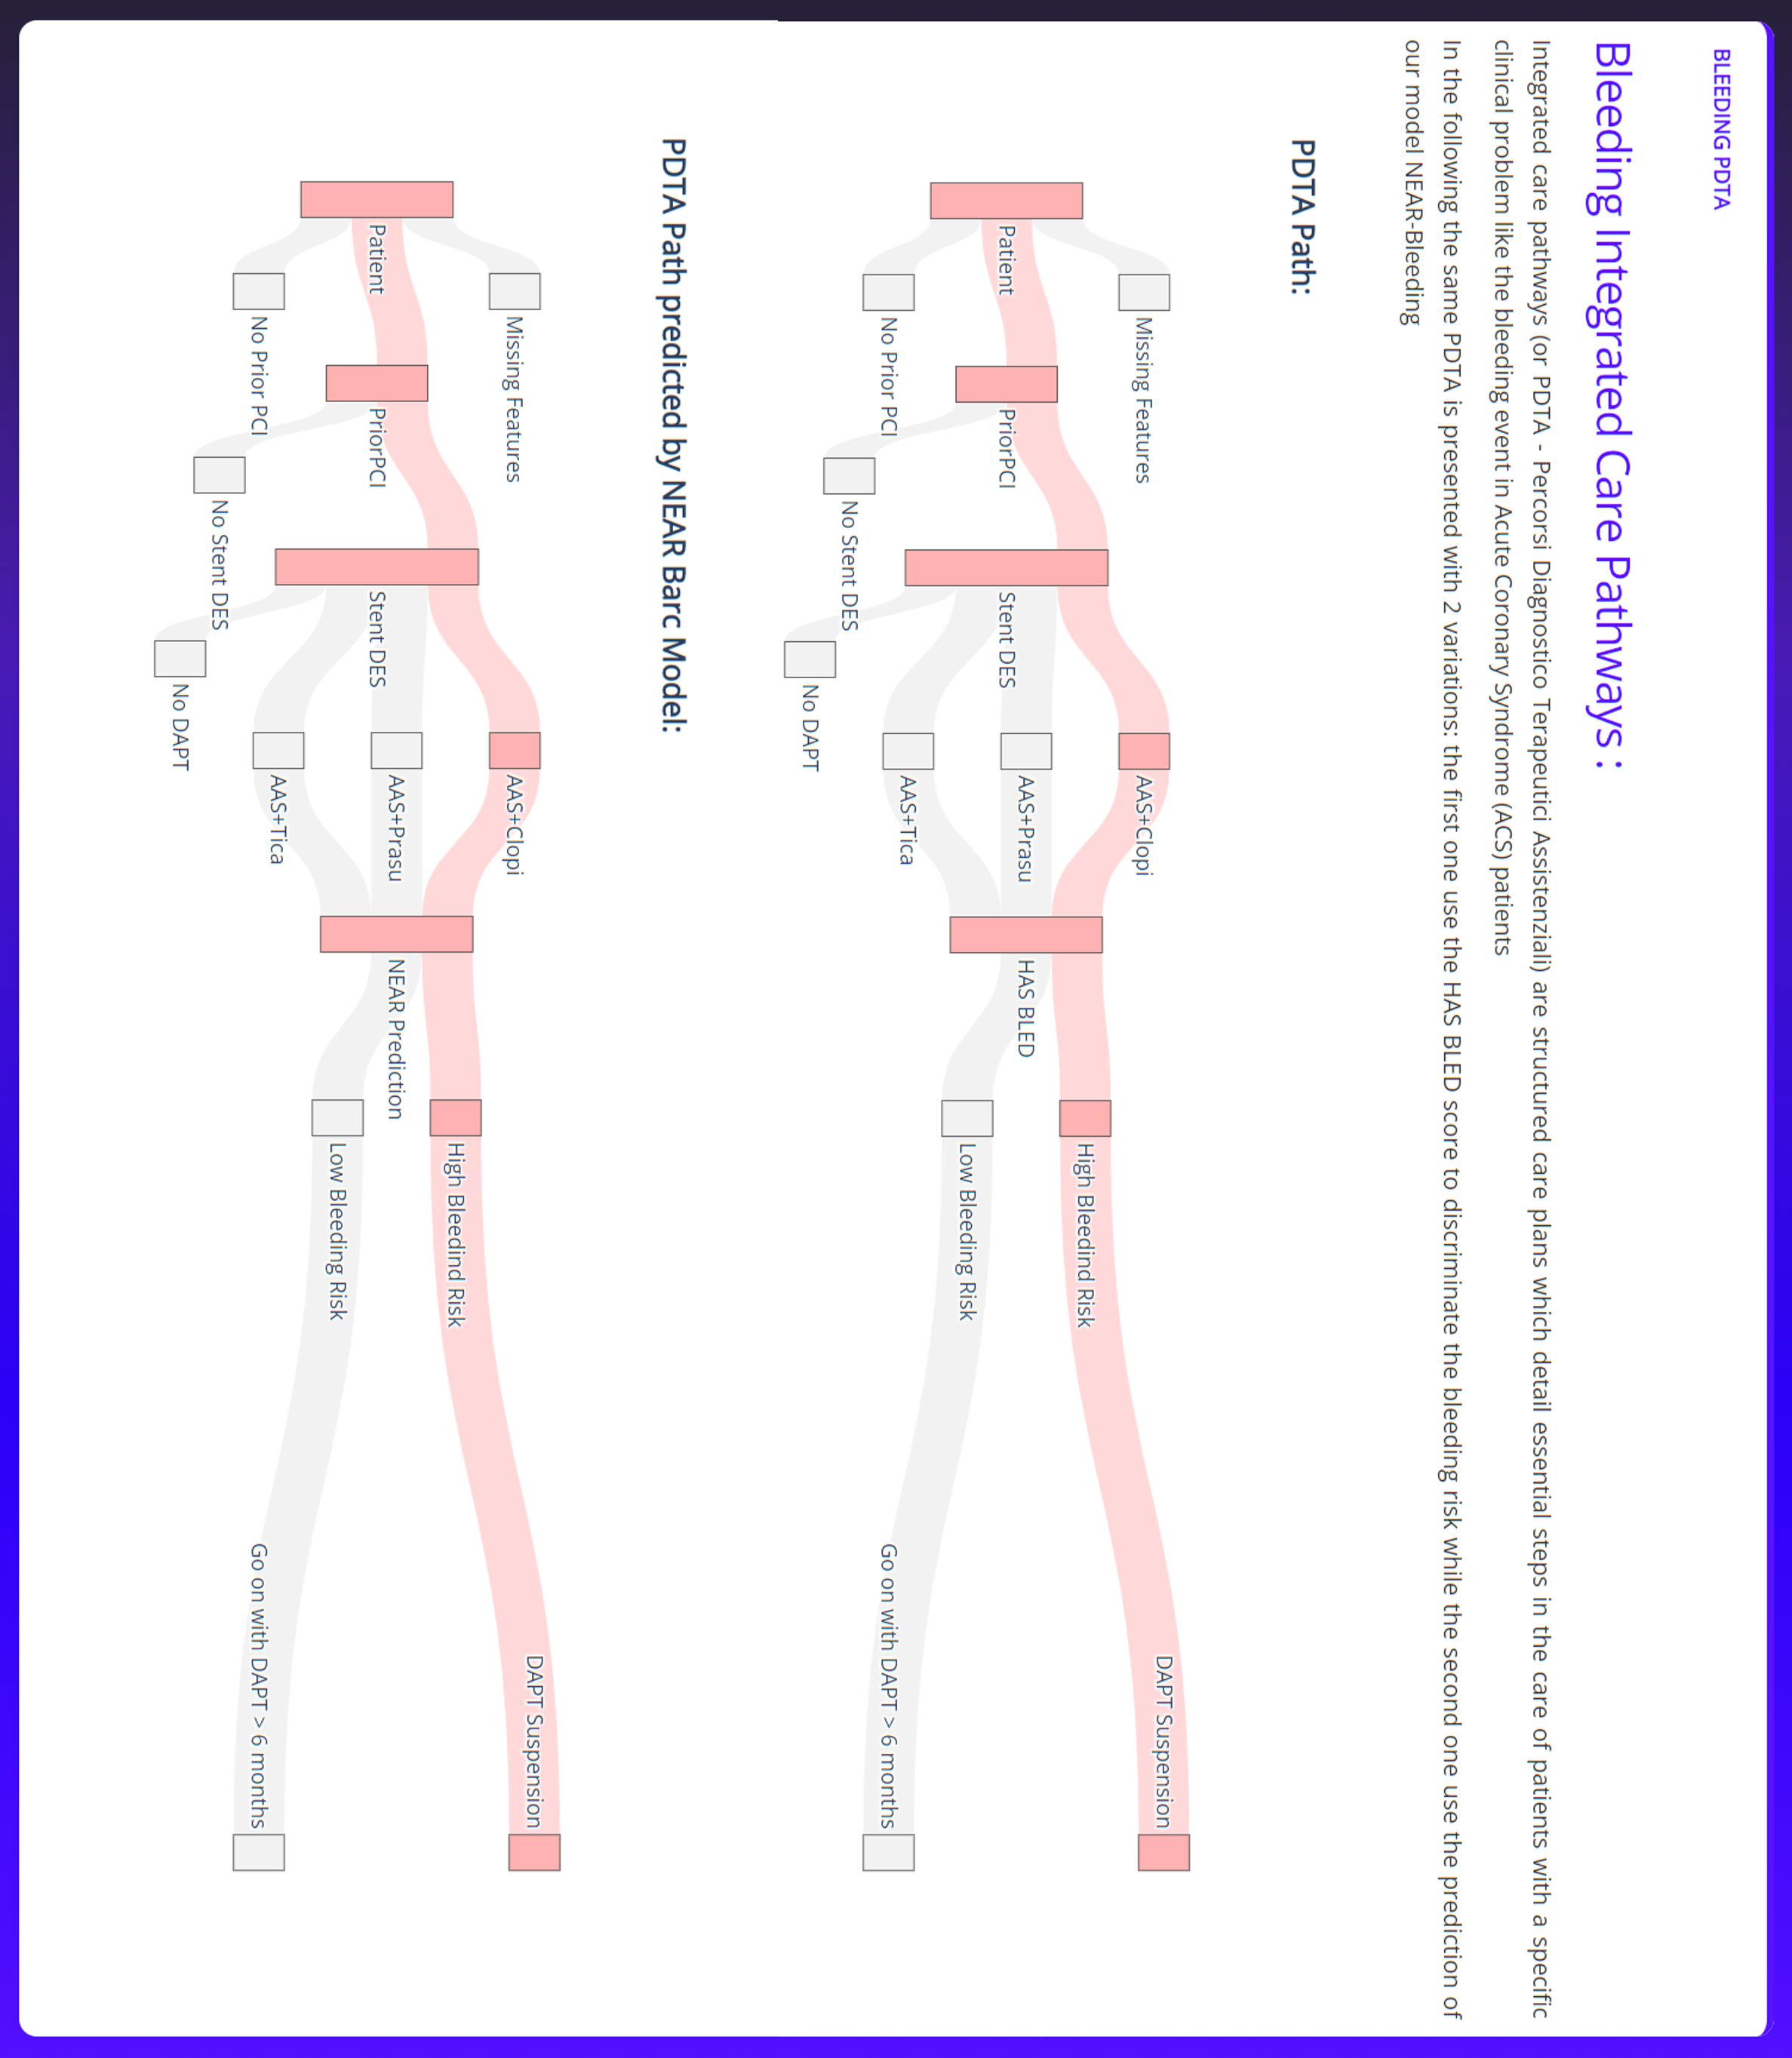 BLEEDING PDTA
Bleeding Integrated Care Pathways :
Integrated care pathways (or PDTA - Percorsi Diagnostico Terapeutici Assistenziali) are structured care plans which detail essential steps in the care of patients with a specific
clinical problem like the bleeding event in Acute Coronary Syndrome (ACS) patients
In the following the same PDTA is presented with 2 variations: the first one use the HAS BLED score to discriminate the bleeding risk while the second one use the prediction of
our model NEAR-Bleeding
PDTA Path:
Missing Features
AAS+Clopi
DAPT Suspension
High Bleedind Risk
Patient
PriorPCI
Stent DES
AAS+Prasu
HAS BLED
Low Bleeding Risk
AAS+Tica
No Prior PCI
Go on with DAPT > 6 months
No Stent DES
No DAPT
PDTA Path predicted by NEAR Barc Model:
Missing Features
AAS+Clopi
DAPT Suspension
High Bleedind Risk
Patient
PriorPCI
Stent DES
AAS+Prasu
NEAR Prediction
Low Bleeding Risk
AAS+Tica
No Prior PCI
Go on with DAPT > 6 months
No Stent DES
No DAPT